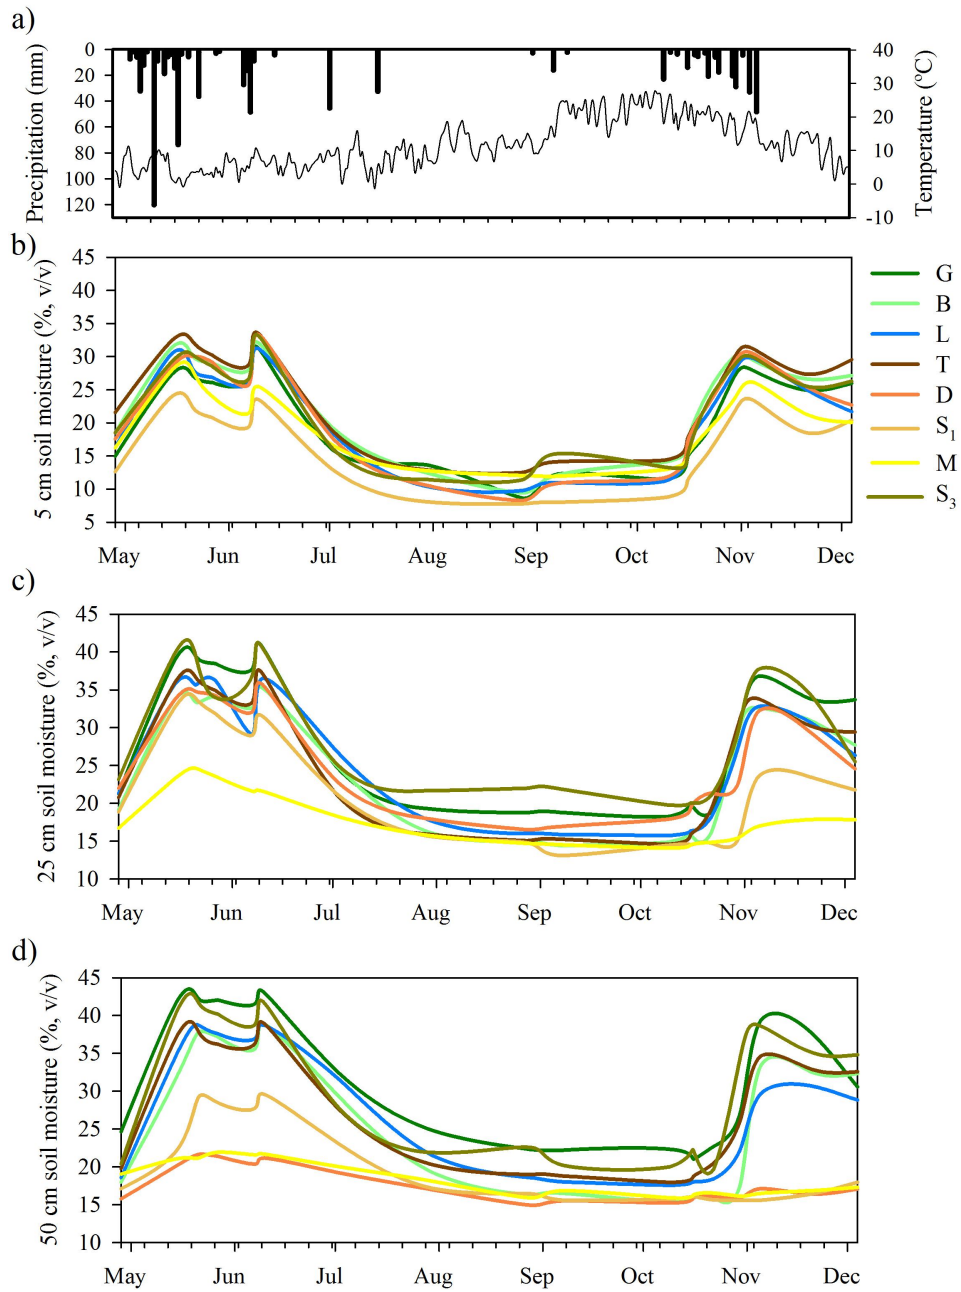 a)
Precipitation (mm)
0
20
40
60
80
100
120
40
30
20
10
0
-10
Temperature (ºC)
b)
5 cm soil moisture (%, v/v)
45
40
35
30
25
20
15
10
5
May Jun Jul Aug Sep Oct Nov Dec
G
B
L
T
D
S1
M
S3
c)
25 cm soil moisture (%, v/v)
45
40
35
30
25
20
15
10
May Jun Jul Aug Sep Oct Nov Dec
d)
50 cm soil moisture (%, v/v)
45
40
35
30
25
20
15
10
May Jun Jul Aug Sep Oct Nov Dec